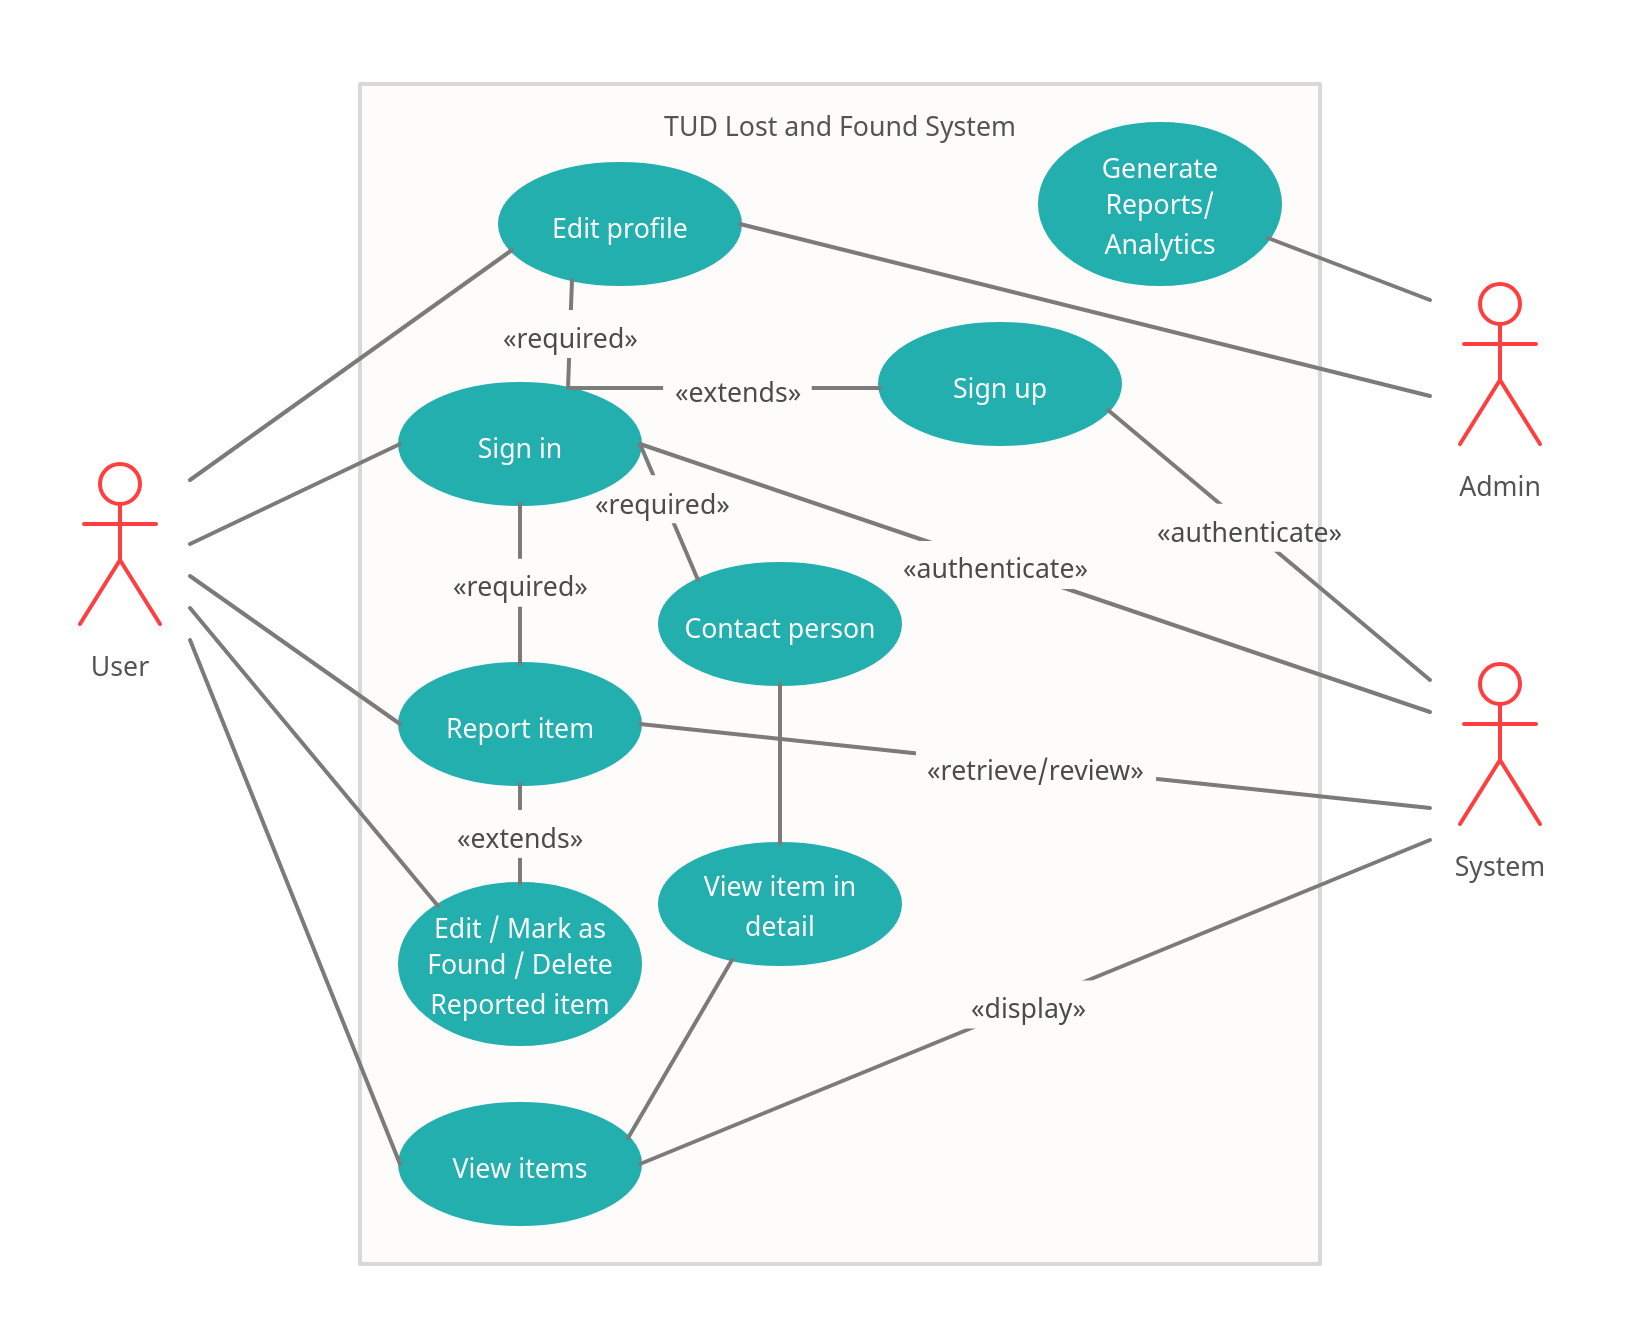 TUD Lost and Found System
Generate
Reports/
Analytics
Edit profile
«required»
«extends»
Sign up
Sign in
Admin
«required»
«authenticate»
«authenticate»
«required»
Contact person
User
Report item
«retrieve/review»
«extends»
System
View item in
detail
Edit / Mark as
Found / Delete
Reported item
«display»
View items